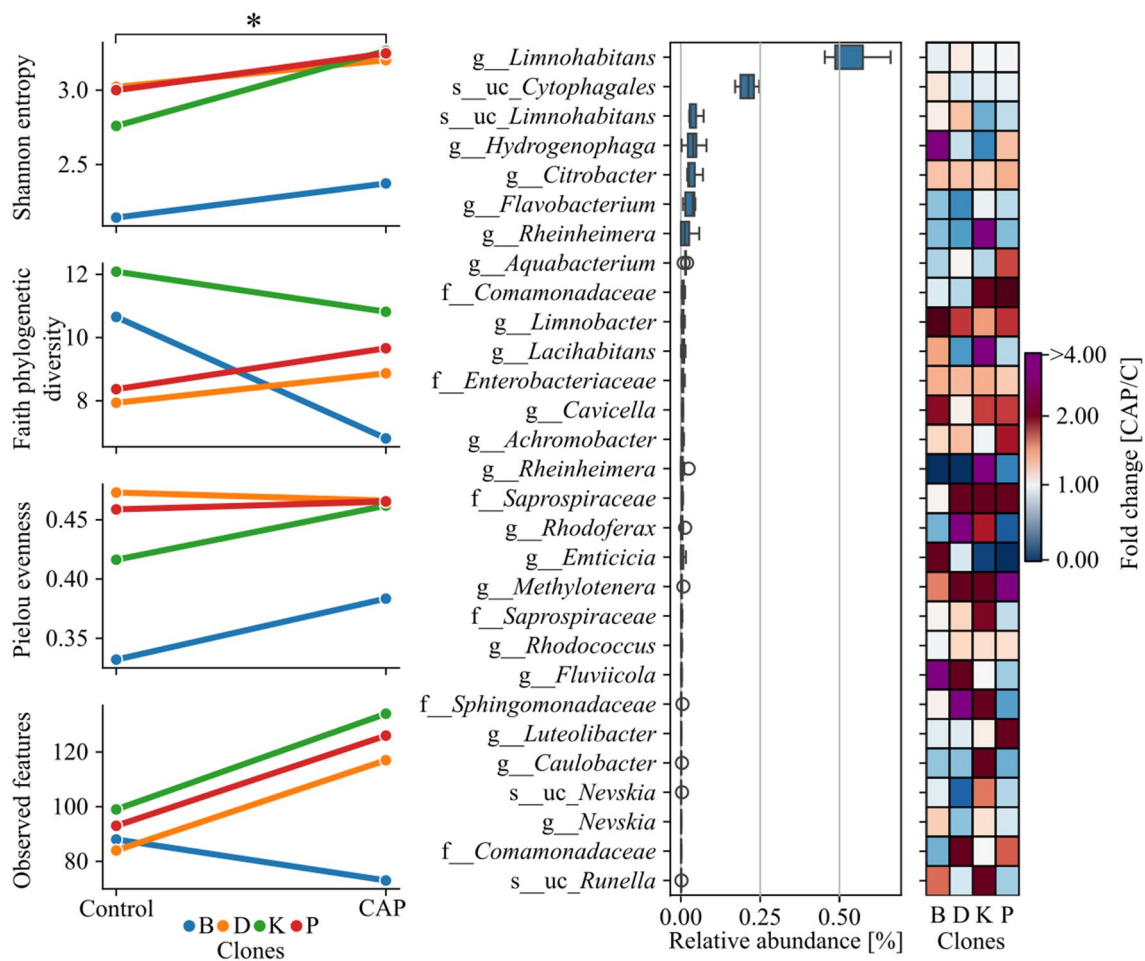 *
Shannon entropy
3.0
2.5
Faith phylogenetic
diversity
12
10
8
Pielou evenness
0.45
0.40
0.35
Observed features
120
100
80
Control
CAP
B D K P
Clones
g__Limnohabitans
s__uc_Cytophagales
s__uc_Limnohabitans
g__Hydrogenophaga
g__Citrobacter
g__Flavobacterium
g__Rheinheimera
g__Aquabacterium
f__Comamonadaceae
g__Limnobacter
g__Lacihabitans
f__Enterobacteriaceae
g__Cavicella
g__Achromobacter
g__Rheinheimera
f__Saprospiraceae
g__Rhodoferax
g__Emticicia
g__Methylotenera
f__Saprospiraceae
g__Rhodococcus
g__Fluviicola
f__Sphingomonadaceae
g__Luteolibacter
g__Caulobacter
s__uc_Nevskia
g__Nevskia
f__Comamonadaceae
s__uc_Runella
0.00 0.25 0.50
Relative abundance [%]
B D K P
Clones
>4.00
2.00
1.00
0.00
Fold change [CAP/C]